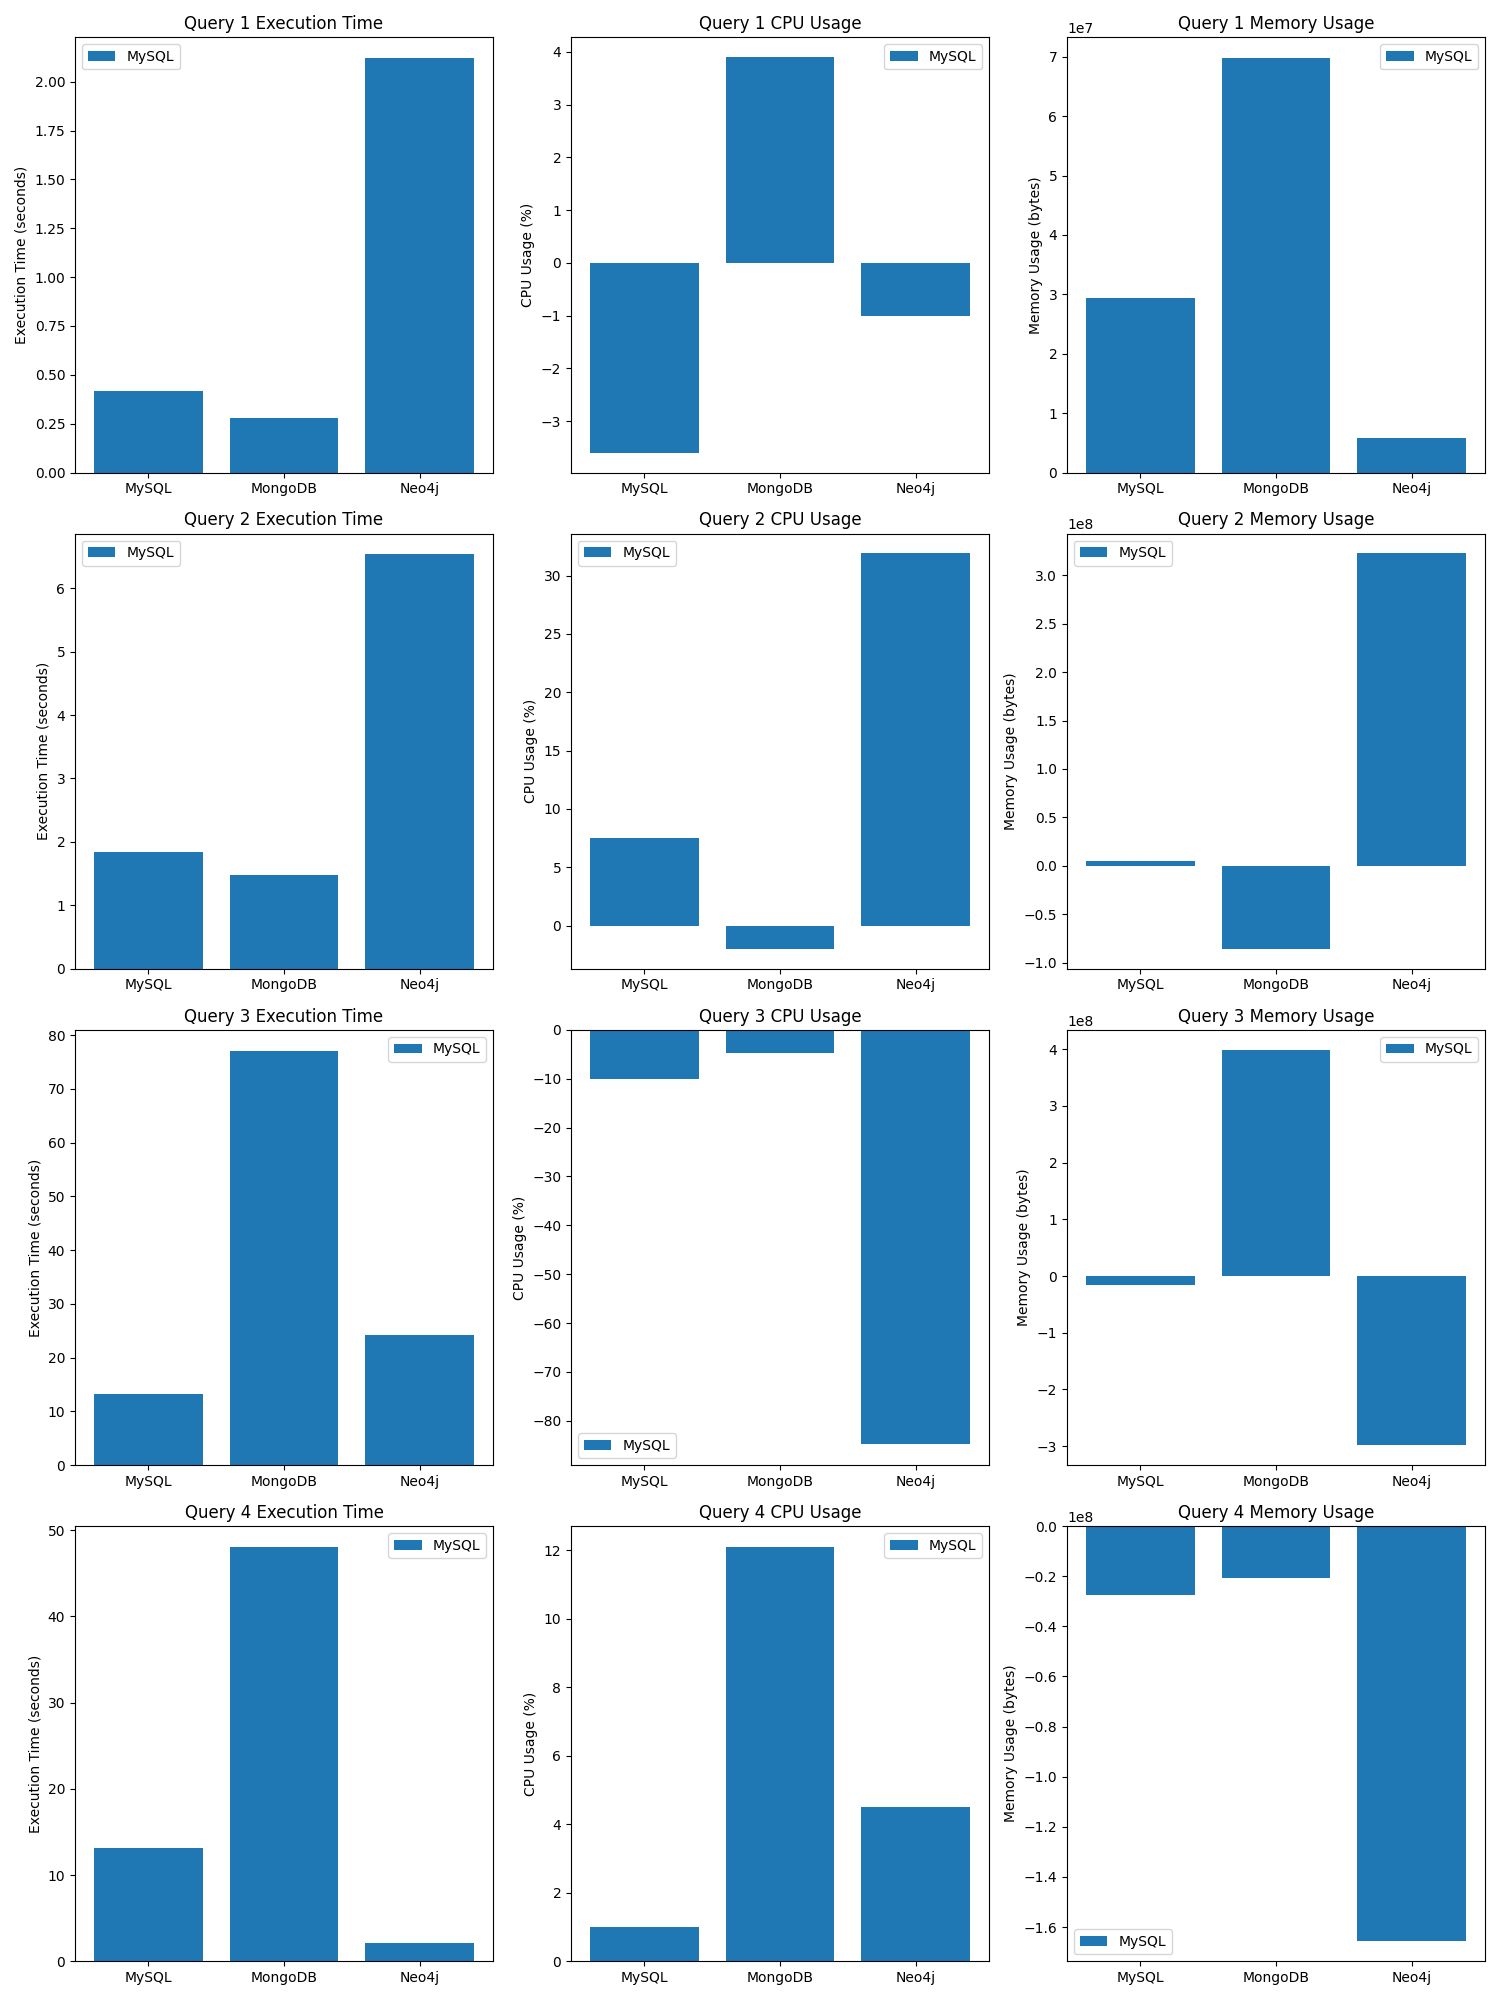 Query 1 Execution Time
MySQL
Execution Time (seconds)
2.00
1.75
1.50
1.25
1.00
0.75
0.50
0.25
0.00
MySQL MongoDB Neo4j
Query 1 CPU Usage
MySQL
CPU Usage (%)
4
3
2
1
0
−1
−2
−3
MySQL MongoDB Neo4j
Query 1 Memory Usage
1e7
MySQL
Memory Usage (bytes)
7
6
5
4
3
2
1
0
MySQL MongoDB Neo4j
Query 2 Execution Time
MySQL
Execution Time (seconds)
6
5
4
3
2
1
0
MySQL MongoDB Neo4j
Query 2 CPU Usage
MySQL
CPU Usage (%)
30
25
20
15
10
5
0
MySQL MongoDB Neo4j
Query 2 Memory Usage
1e8
MySQL
Memory Usage (bytes)
3.0
2.5
2.0
1.5
1.0
0.5
0.0
−0.5
−1.0
MySQL MongoDB Neo4j
Query 3 Execution Time
MySQL
Execution Time (seconds)
80
70
60
50
40
30
20
10
0
MySQL MongoDB Neo4j
Query 3 CPU Usage
CPU Usage (%)
0
−10
−20
−30
−40
−50
−60
−70
−80
MySQL
MySQL MongoDB Neo4j
Query 3 Memory Usage
1e8
MySQL
Memory Usage (bytes)
4
3
2
1
0
−1
−2
−3
MySQL MongoDB Neo4j
Query 4 Execution Time
MySQL
Execution Time (seconds)
50
40
30
20
10
0
MySQL MongoDB Neo4j
Query 4 CPU Usage
MySQL
CPU Usage (%)
12
10
8
6
4
2
0
MySQL MongoDB Neo4j
Query 4 Memory Usage
1e8
Memory Usage (bytes)
0.0
−0.2
−0.4
−0.6
−0.8
−1.0
−1.2
−1.4
−1.6
MySQL
MySQL MongoDB Neo4j